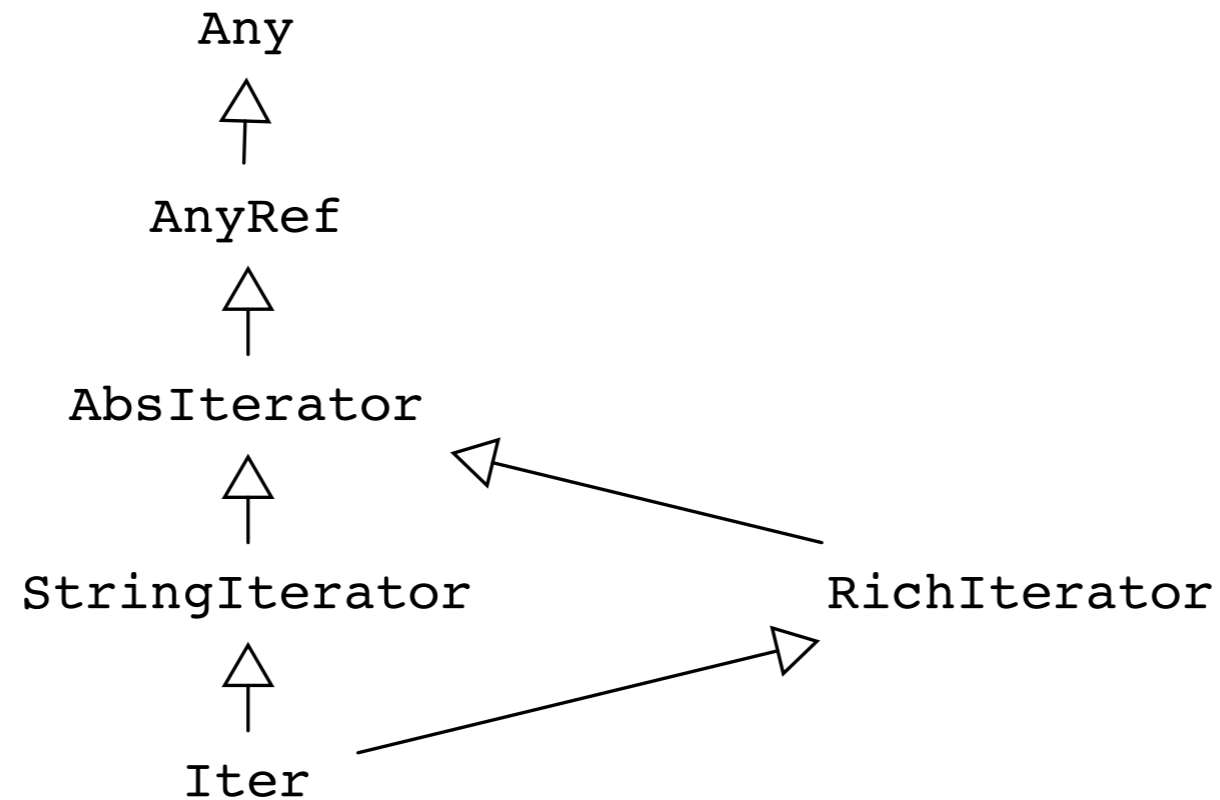 Any
AnyRef
AbsIterator
StringIterator
RichIterator
Iter